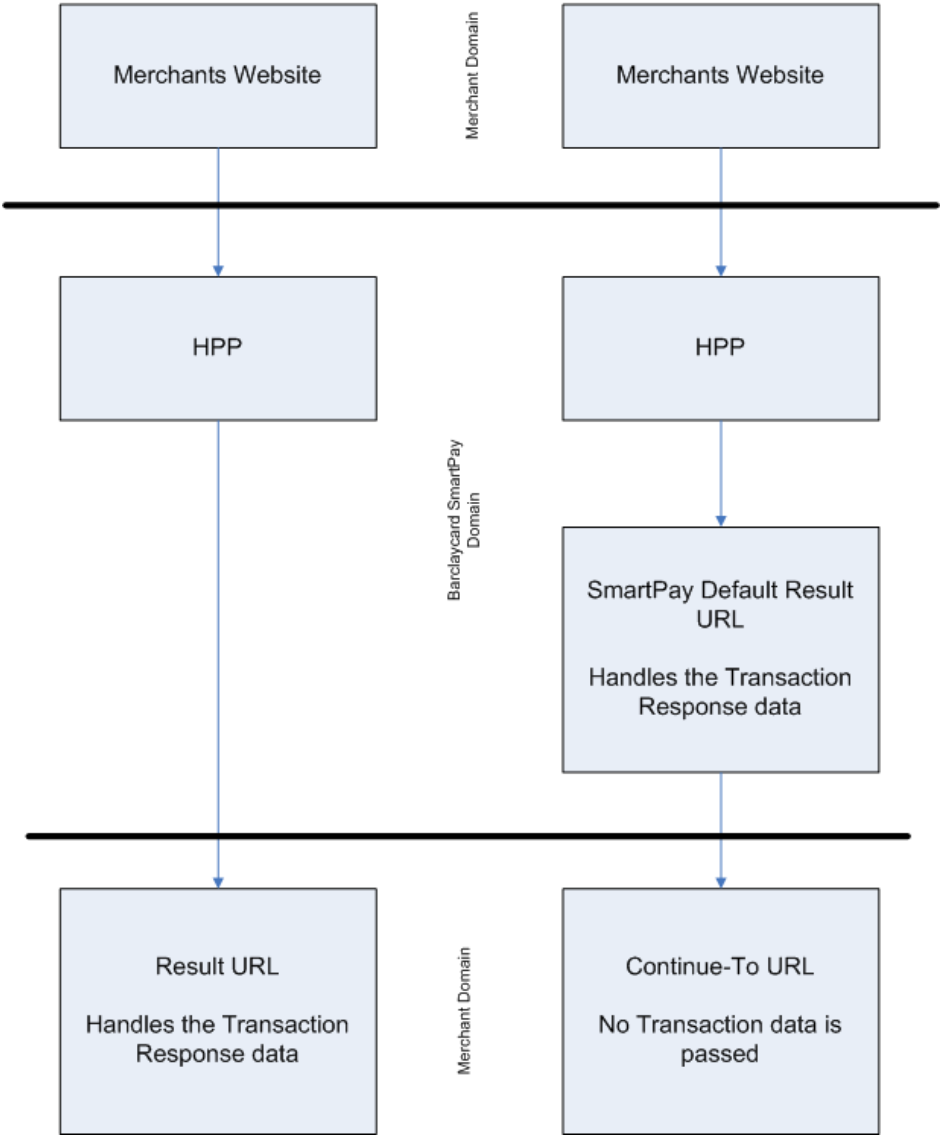 Merchants Website
Merchant Domain
Merchants Website
HPP
HPP
Barclaycard SmartPay
Domain
SmartPay Default Result
URL
Handles the Transaction
Response data
Result URL
Handles the Transaction
Response data
Merchant Domain
Continue-To URL
No Transaction data is
passed